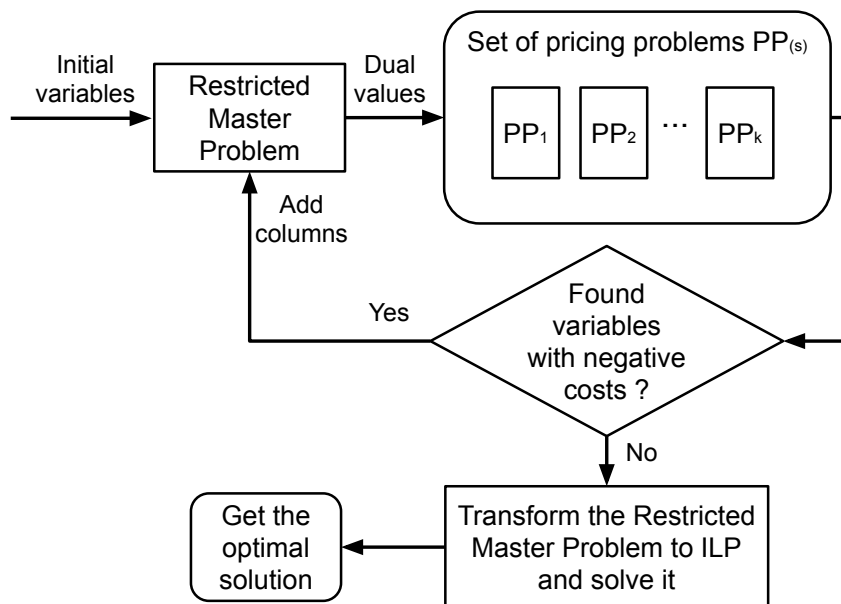 Initial
variables
Restricted
Master
Problem
Dual
values
Set of pricing problems PP(s)
PP1
PP2
...
PPk
Add
columns
Yes
Found
variables
with negative
costs ?
No
Get the
optimal
solution
Transform the Restricted
Master Problem to ILP
and solve it